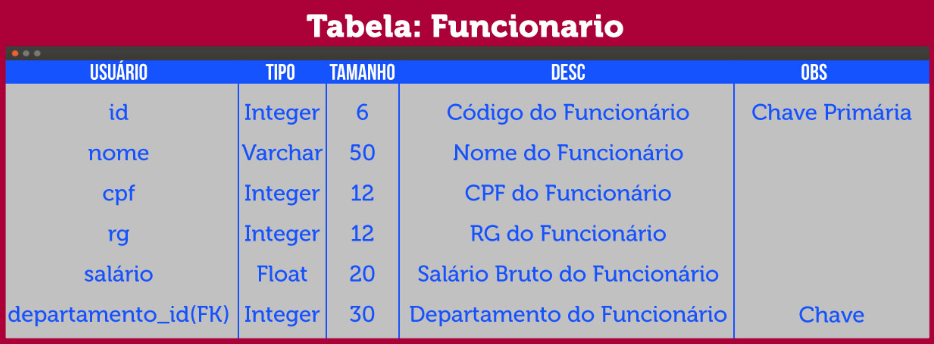 Tabela: Funcionario
USUÁRIO TIPO TAMANHO DESC OBS
id Integer 6 Código do Funcionário Chave Primária
nome Varchar 50 Nome do Funcionário
cpf Integer 12 CPF do Funcionário
rg Integer 12 RG do Funcionário
salário Float 20 Salário Bruto do Funcionário
departamento_id(FK) Integer 30 Departamento do Funcionário Chave